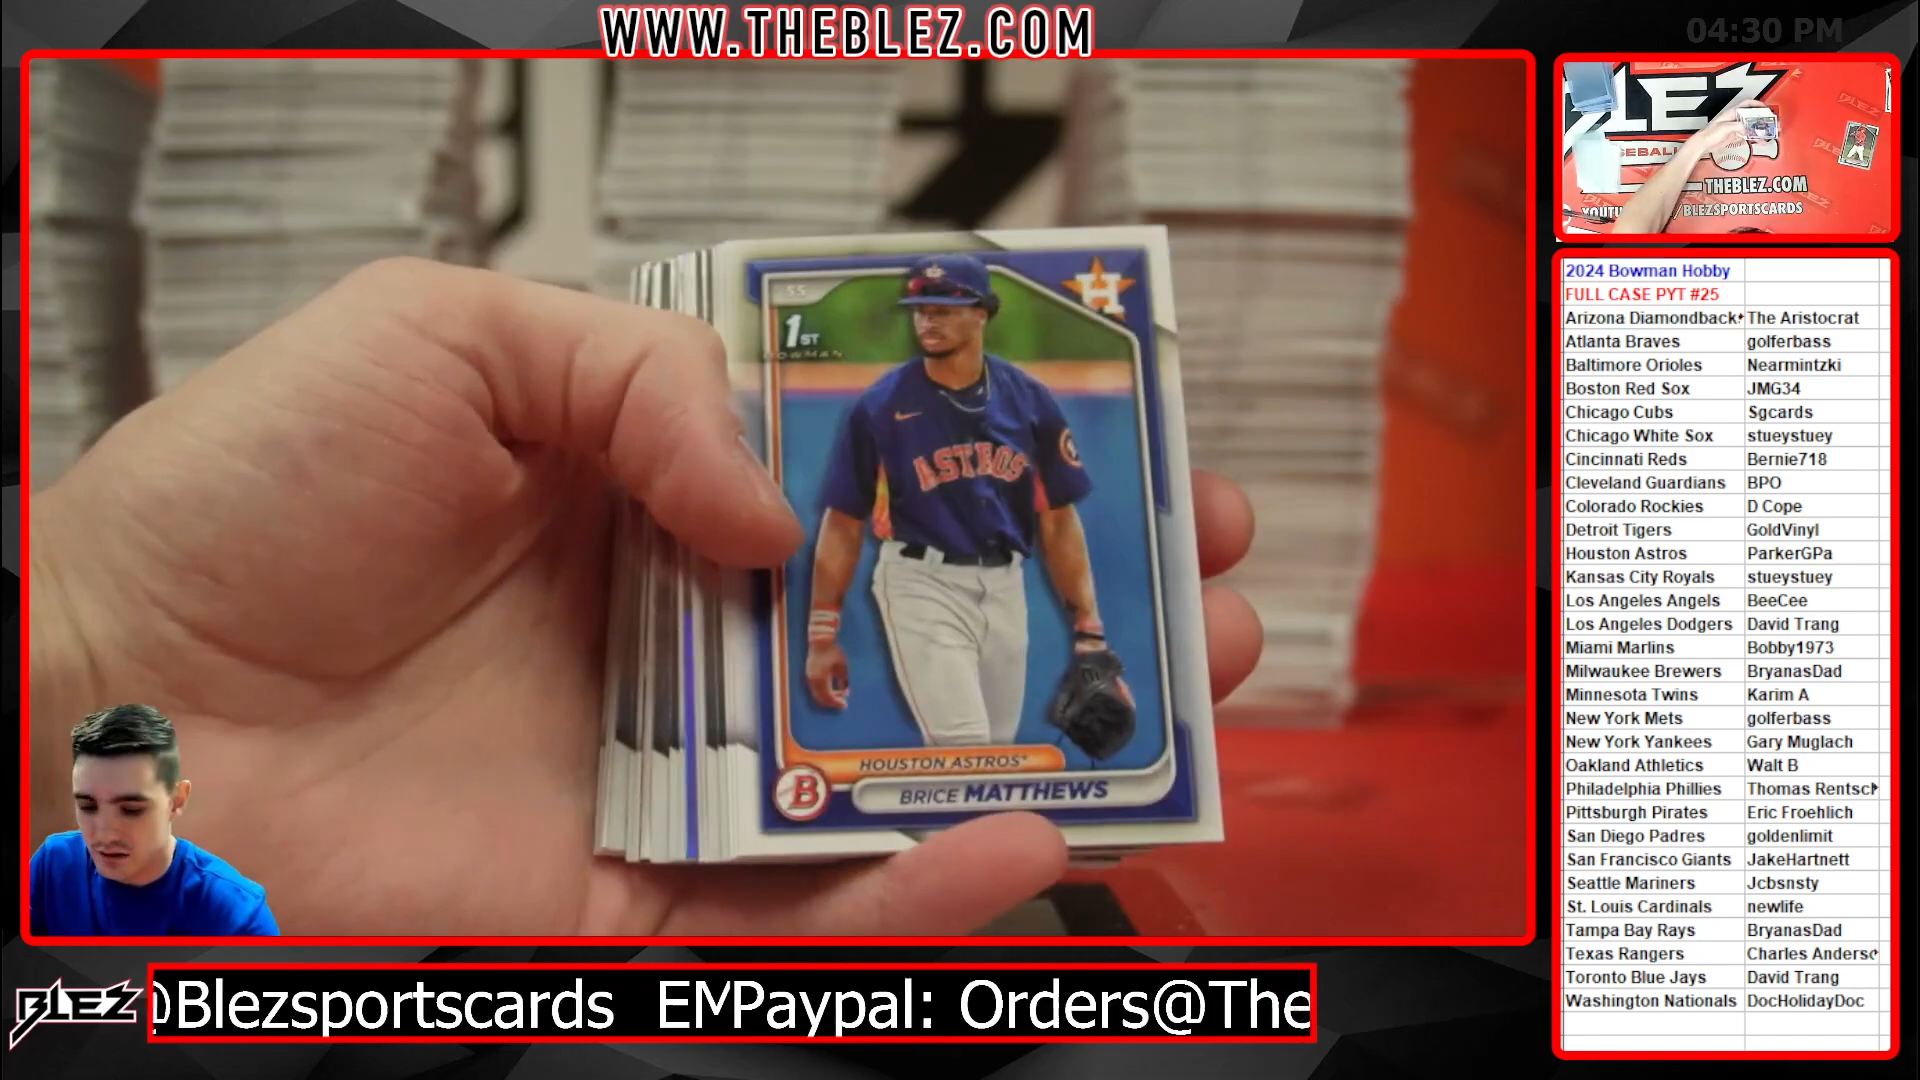 WWW.THEBLEZ.COM
04:30 PM
SS
1ST
BOWMAN
H
ASTROS
HOUSTON ASTROS
B
BRICE MATTHEWS
LEZ
SEBALL
THEBLEZ.COM
/BLEZSPORTSCARDS
2024 Bowman Hobby
FULL CASE PYT #25
Arizona Diamondback The Aristocrat
Atlanta Braves golferbass
Baltimore Orioles Nearmintzki
Boston Red Sox JMG34
Chicago Cubs Sgcards
Chicago White Sox stueystuey
Cincinnati Reds Bernie718
Cleveland Guardians BPO
Colorado Rockies D Cope
Detroit Tigers GoldVinyl
Houston Astros ParkerGPa
Kansas City Royals stueystuey
Los Angeles Angels BeeCee
Los Angeles Dodgers David Trang
Miami Marlins Bobby1973
Milwaukee Brewers BryanasDad
Minnesota Twins Karim A
New York Mets golferbass
New York Yankees Gary Muglach
Oakland Athletics Walt B
Philadelphia Phillies Thomas Rentscl
Pittsburgh Pirates Eric Froehlich
San Diego Padres goldenlimit
San Francisco Giants JakeHartnett
Seattle Mariners Jcbsnsty
St. Louis Cardinals newlife
Tampa Bay Rays BryanasDad
Texas Rangers Charles Anders
Toronto Blue Jays David Trang
Washington Nationals DocHolidayDoc
BLEZ
@Blezsportscards EMPaypal: Orders@The